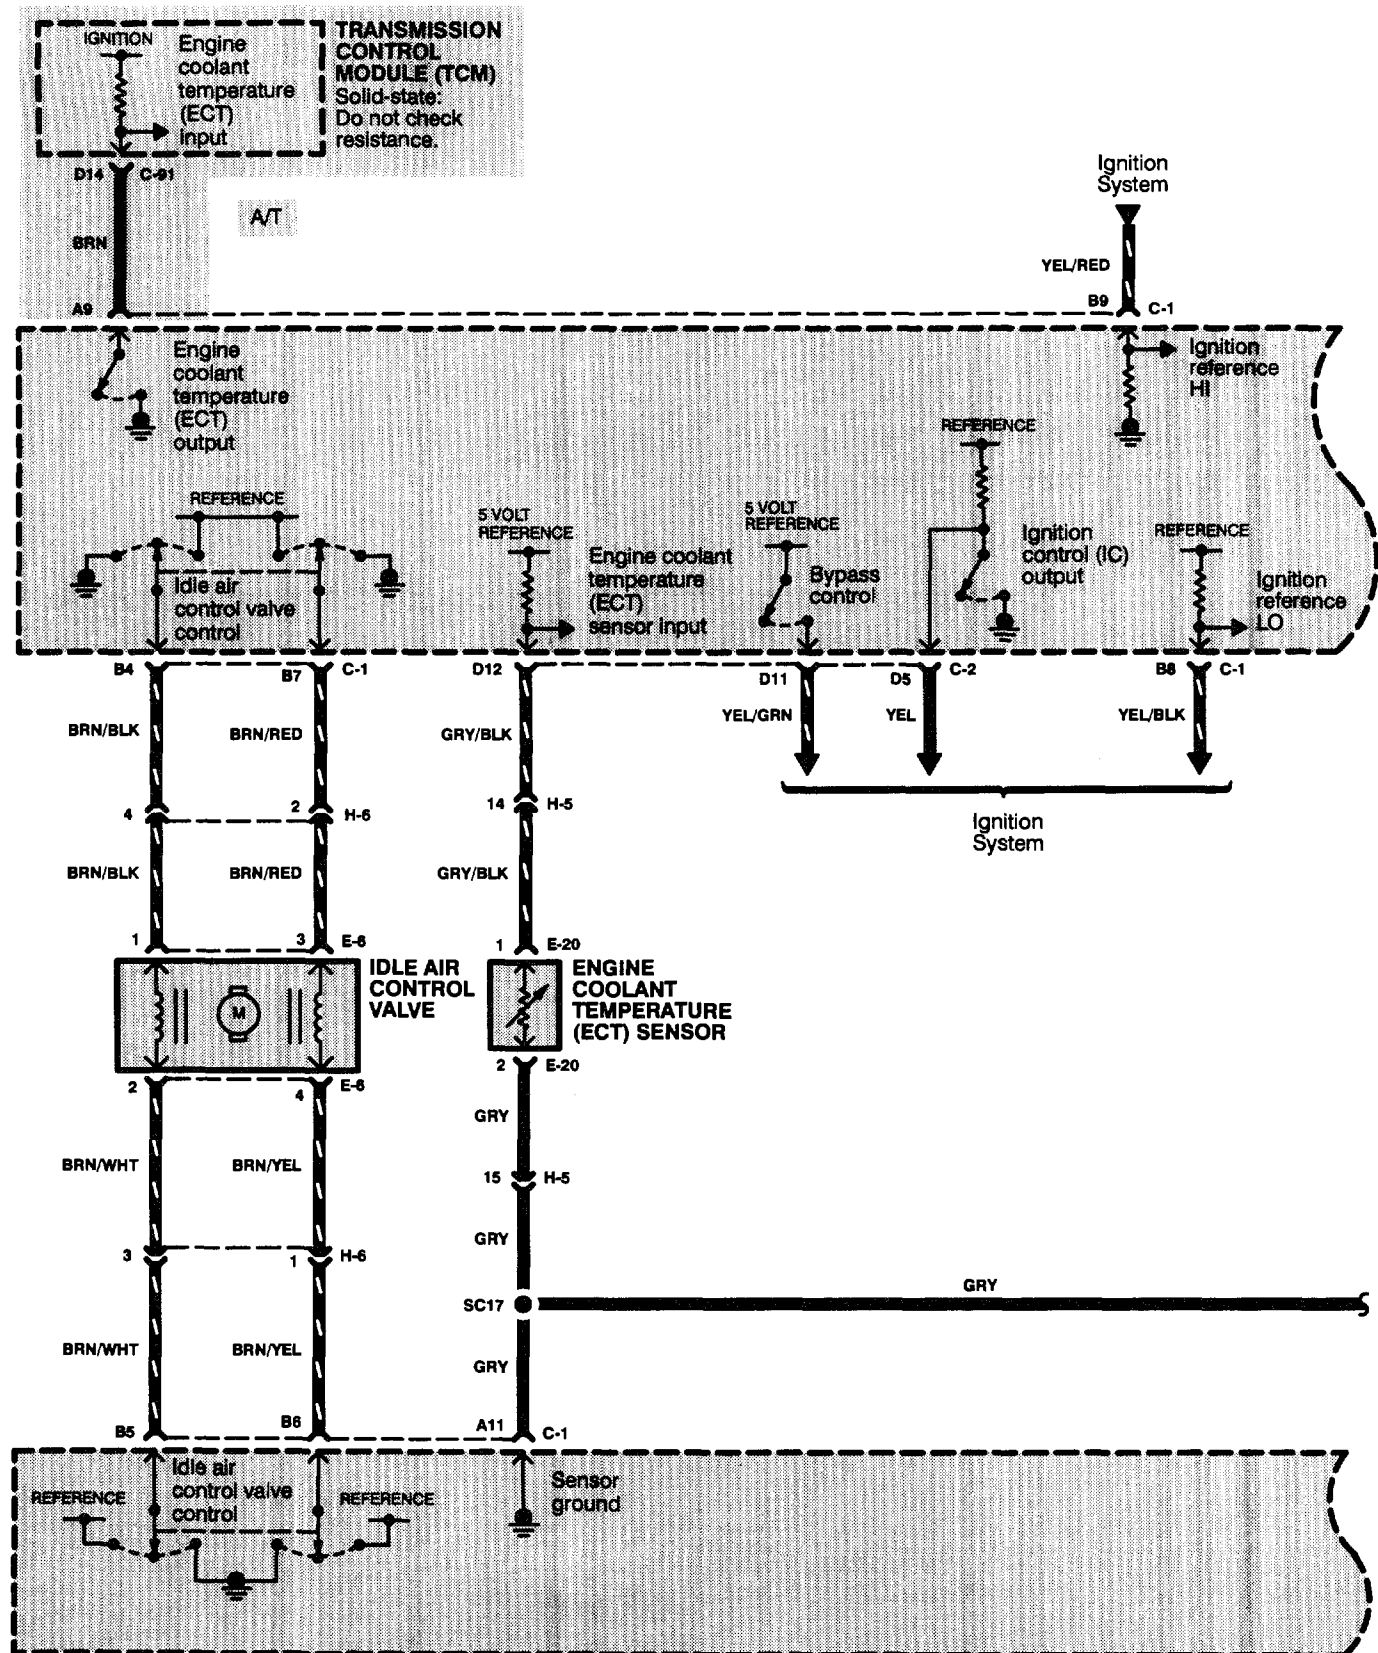 IGNITION
Engine
coolant
temperature
(ECT)
input
TRANSMISSION
CONTROL
MODULE (TCM)
Solid-state:
Do not check
resistance.
D14
C-91
A/T
BRN
A9
Ignition
System
YEL/RED
B9
C-1
Engine
coolant
temperature
(ECT)
output
Ignition
reference
HI
REFERENCE
REFERENCE
5 VOLT
REFERENCE
5 VOLT
REFERENCE
REFERENCE
Idle air
control valve
control
Engine coolant
temperature
(ECT)
sensor input
Bypass
control
Ignition
control (IC)
output
Ignition
reference
LO
B4
B7
C-1
D12
D11
D5
C-2
B8
C-1
BRN/BLK
BRN/RED
GRY/BLK
YEL/GRN
YEL
YEL/BLK
4
2
H-6
14
H-5
Ignition
System
BRN/BLK
BRN/RED
GRY/BLK
1
3
E-6
1
E-20
IDLE AIR
CONTROL
VALVE
M
ENGINE
COOLANT
TEMPERATURE
(ECT) SENSOR
2
4
E-6
2
E-20
GRY
BRN/WHT
BRN/YEL
15
H-5
3
1
H-6
GRY
SC17
GRY
BRN/WHT
BRN/YEL
GRY
B5
B6
A11
C-1
REFERENCE
Idle air
control valve
control
REFERENCE
Sensor
ground